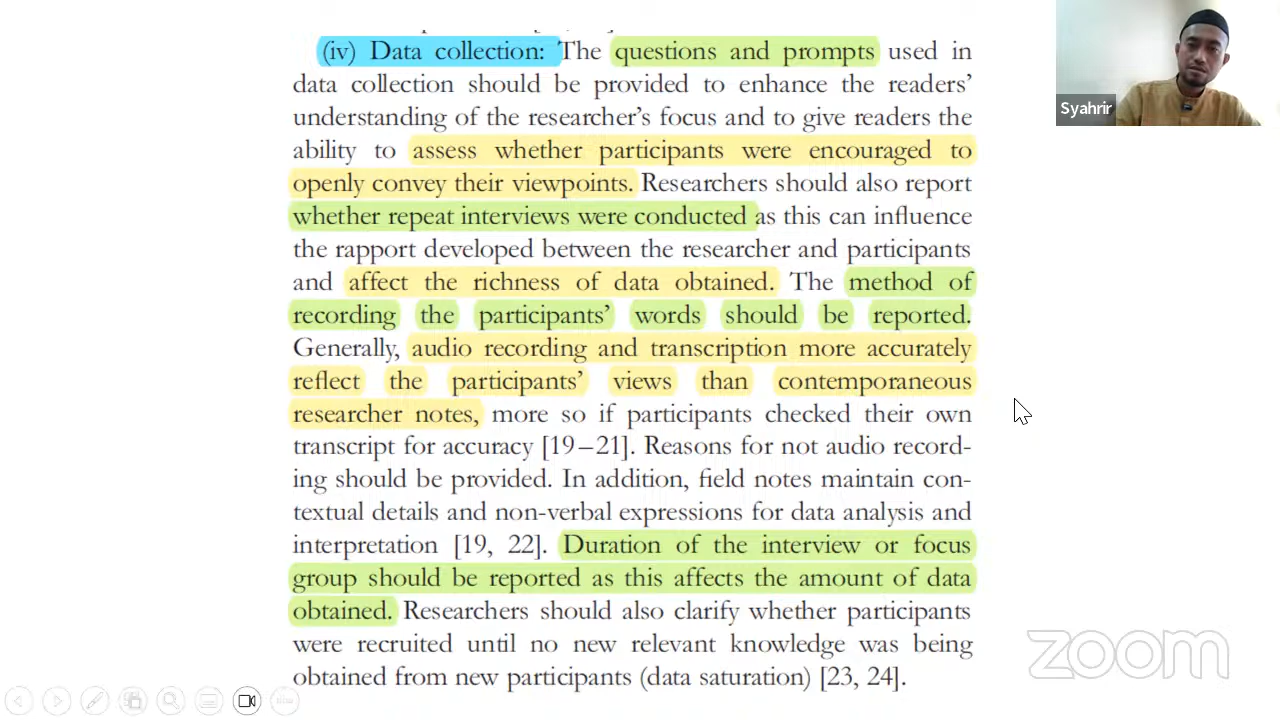 (iv) Data collection: The questions and prompts used in
data collection should be provided to enhance the readers’
understanding of the researcher’s focus and to give readers the
ability to assess whether participants were encouraged to
openly convey their viewpoints. Researchers should also report
whether repeat interviews were conducted as this can influence
the rapport developed between the researcher and participants
and affect the richness of data obtained. The method of
recording the participants’ words should be reported.
Generally, audio recording and transcription more accurately
reflect the participants’ views than contemporaneous
researcher notes, more so if participants checked their own
transcript for accuracy [19–21]. Reasons for not audio record-
ing should be provided. In addition, field notes maintain con-
textual details and non-verbal expressions for data analysis and
interpretation [19, 22]. Duration of the interview or focus
group should be reported as this affects the amount of data
obtained. Researchers should also clarify whether participants
were recruited until no new relevant knowledge was being
obtained from new participants (data saturation) [23, 24].
Syahrir
zoom